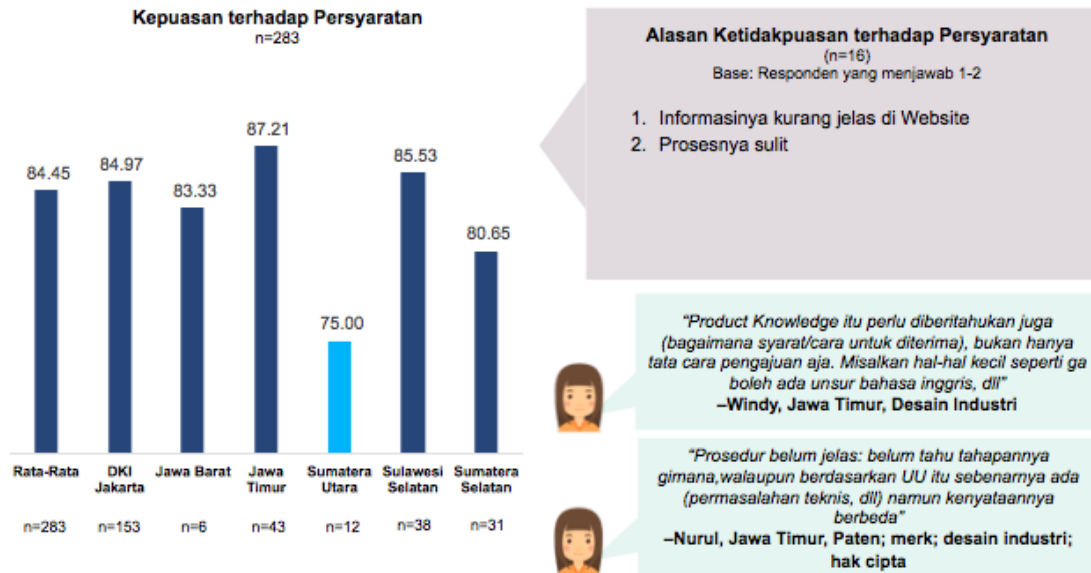 Kepuasan terhadap Persyaratan
n=283
84.45
84.97
83.33
87.21
75.00
85.53
80.65
Rata-Rata
DKI
Jakarta
Jawa Barat
Jawa
Timur
Sumatera
Utara
Sulawesi
Selatan
Sumatera
Selatan
n=283
n=153
n=6
n=43
n=12
n=38
n=31
Alasan Ketidakpuasan terhadap Persyaratan
(n=16)
Base: Responden yang menjawab 1-2
1. Informasinya kurang jelas di Website
2. Prosesnya sulit
“Product Knowledge itu perlu diberitahukan juga
(bagaimana syarat/cara untuk diterima), bukan hanya
tata cara pengajuan aja. Misalkan hal-hal kecil seperti ga
boleh ada unsur bahasa inggris, dll”
–Windy, Jawa Timur, Desain Industri
“Prosedur belum jelas: belum tahu tahapannya
gimana,walaupun berdasarkan UU itu sebenarnya ada
(permasalahan teknis, dll) namun kenyataannya
berbeda”
–Nurul, Jawa Timur, Paten; merk; desain industri;
hak cipta